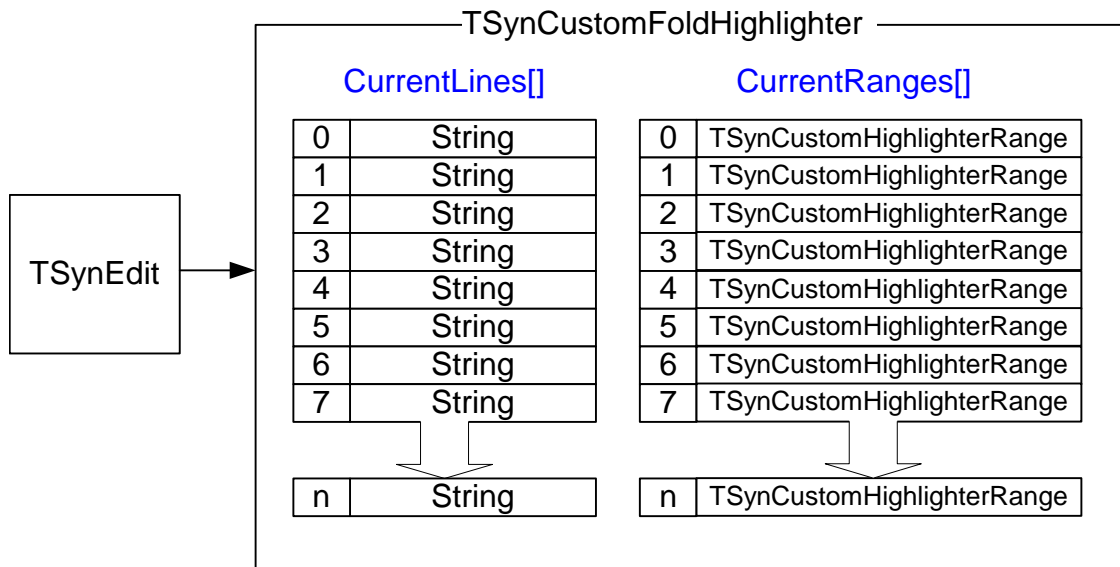 TSynCustomFoldHighlighter
CurrentLines[] CurrentRanges[]
0 String 0 TSynCustomHighlighterRange
1 String 1 TSynCustomHighlighterRange
2 String 2 TSynCustomHighlighterRange
3 String 3 TSynCustomHighlighterRange
TSynEdit
4 String 4 TSynCustomHighlighterRange
5 String 5 TSynCustomHighlighterRange
6 String 6 TSynCustomHighlighterRange
7 String 7 TSynCustomHighlighterRange
n String n TSynCustomHighlighterRange